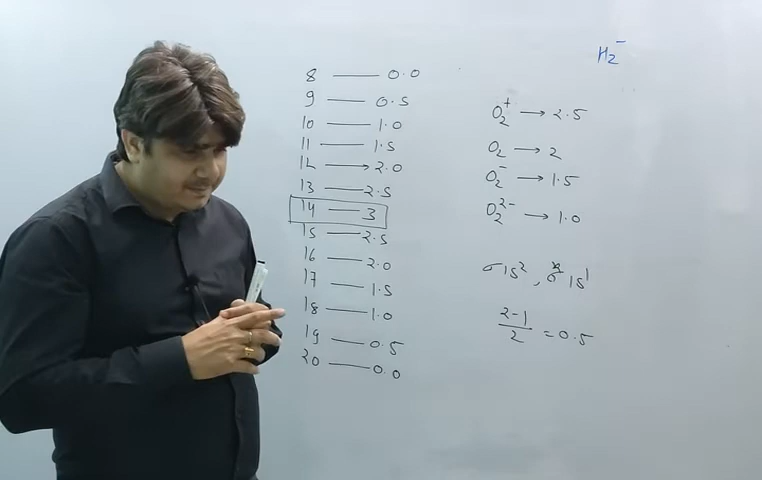 H₂⁻
8 —— 0.0
9 —— 0.5
10 —— 1.0
11 —— 1.5
12 ——→ 2.0
13 —— 2.5
14 —— 3
15 —— 2.5
16 —— 2.0
17 —— 1.5
18 —— 1.0
19 —— 0.5
20 —— 0.0
O₂⁺ → 2.5
O₂ → 2
O₂⁻ → 1.5
O₂²⁻ → 1.0
σ1s², σ*1s¹
2-1/2 = 0.5